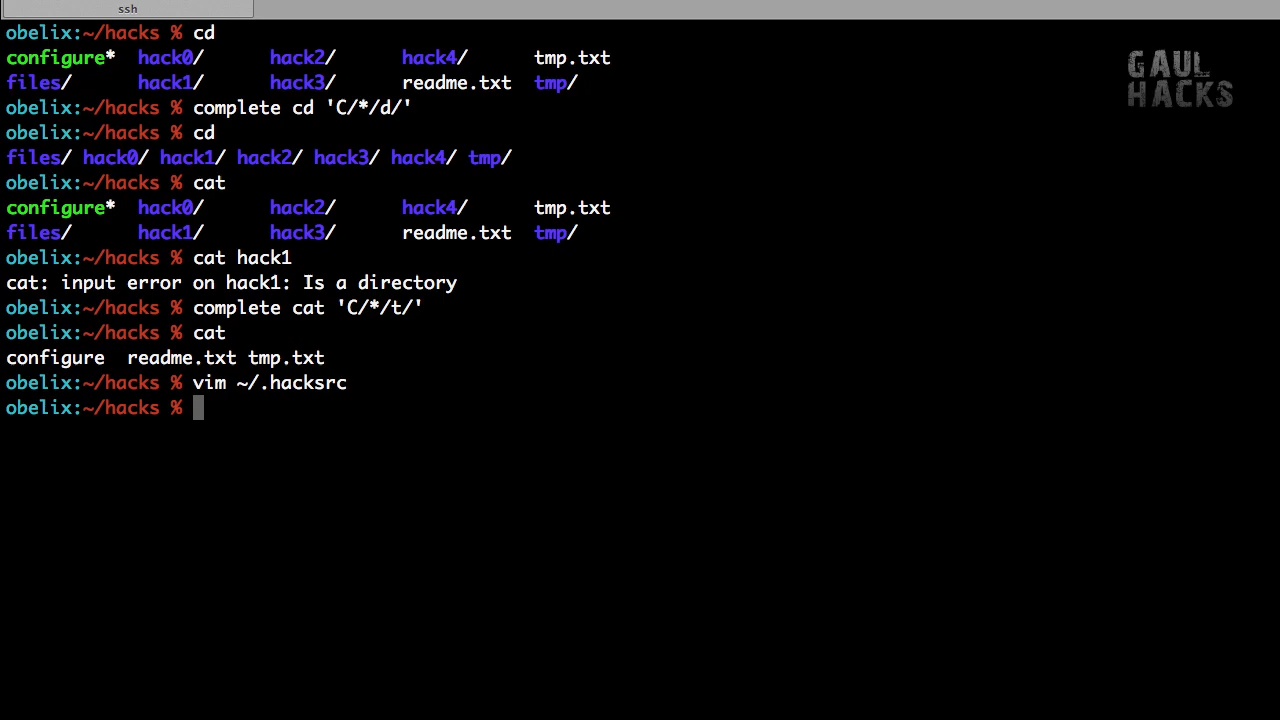 ssh
obelix:~/hacks % cd
configure* hack0/ hack2/ hack4/ tmp.txt
files/ hack1/ hack3/ readme.txt tmp/
obelix:~/hacks % complete cd 'C/*/d/'
obelix:~/hacks % cd
files/ hack0/ hack1/ hack2/ hack3/ hack4/ tmp/
obelix:~/hacks % cat
configure* hack0/ hack2/ hack4/ tmp.txt
files/ hack1/ hack3/ readme.txt tmp/
obelix:~/hacks % cat hack1
cat: input error on hack1: Is a directory
obelix:~/hacks % complete cat 'C/*/t/'
obelix:~/hacks % cat
configure readme.txt tmp.txt
obelix:~/hacks % vim ~/.hacksrc
obelix:~/hacks %
GAUL
HACKS